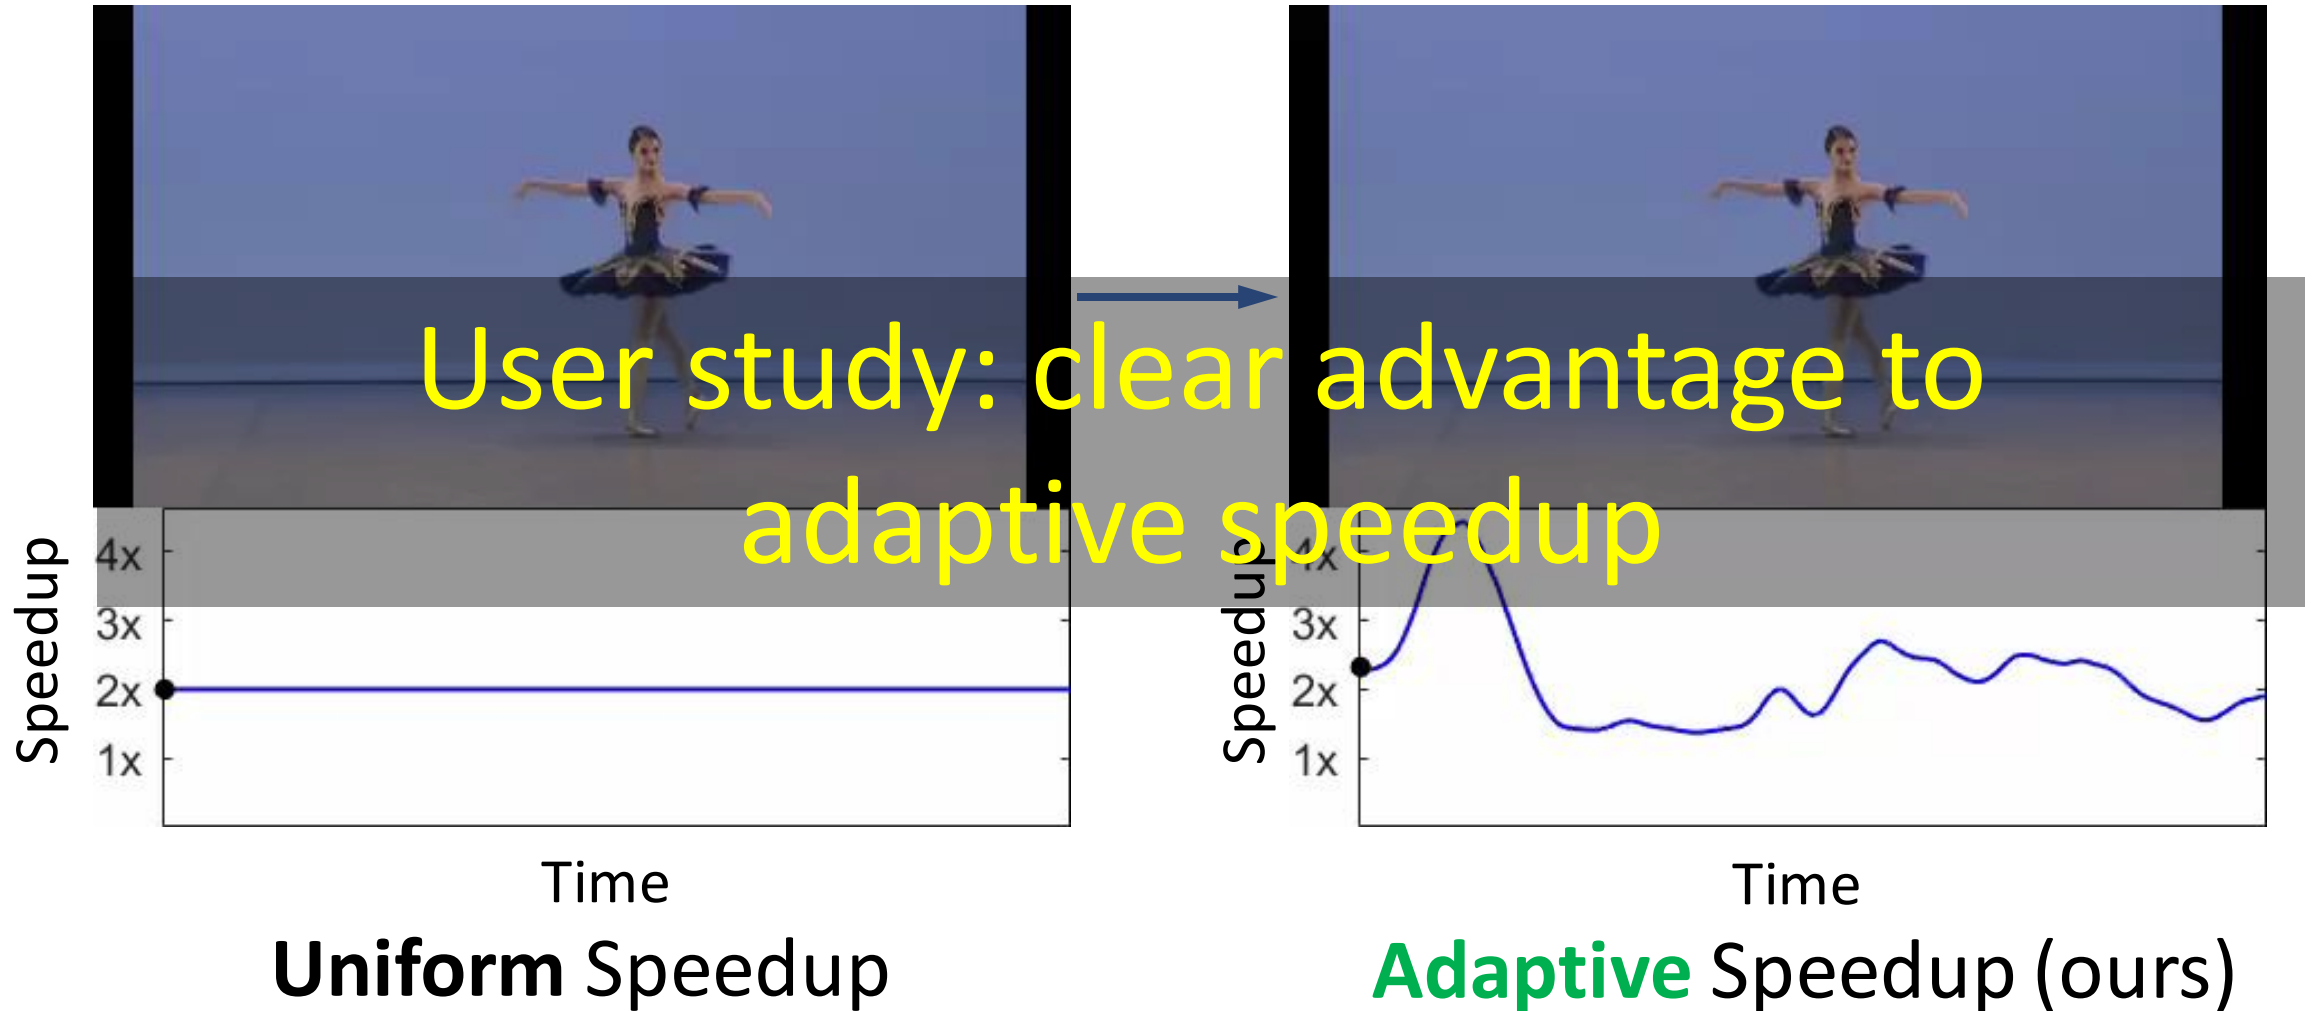 User study: clear advantage to
adaptive speedup
Speedup
4x
3x
2x
1x
Time
Uniform Speedup
Speedup
4x
3x
2x
1x
Time
Adaptive Speedup (ours)